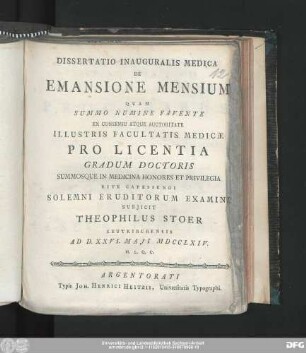 DISSERTATIO INAUGURALIS MEDICA
12
DE
EMANSIONE MENSIUM
QUAM
SUMMO NUMINE FAVENTE
EX CONSENSU ATQUE AUCTORITATE
ILLUSTRIS FACULTATIS MEDICÆ
PRO LICENTIA
GRADUM DOCTORIS
SUMMOSQUE IN MEDICINA HONORES ET PRIVILEGIA
RITE CAPESSENDI
SOLEMNI ERUDITORUM EXAMINI
SUBJICIT
THEOPHILUS STOER
LEUTKIRCHENSIS
AD D. XXVI. MAJI MDCCLXIV.
H. L. Q. C.
ARGENTORATI
Typis JOH. HENRICI HEITZII, Universitatis Typographi.